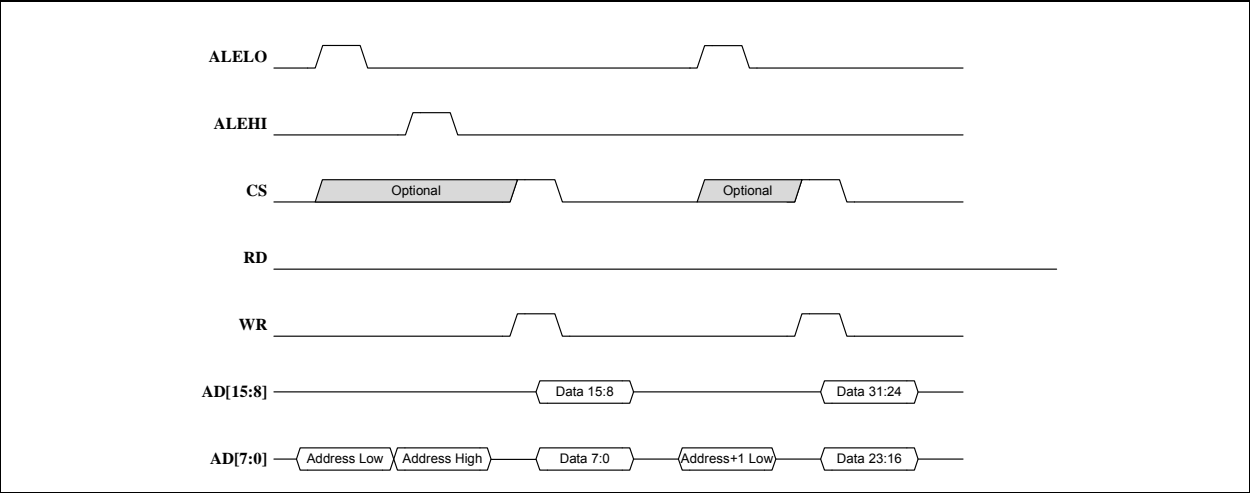 ALELO
ALEHI
CS Optional Optional
RD
WR
AD[15:8] Data 15:8 Data 31:24
AD[7:0] Address Low Address High Data 7:0 Address+1 Low Data 23:16